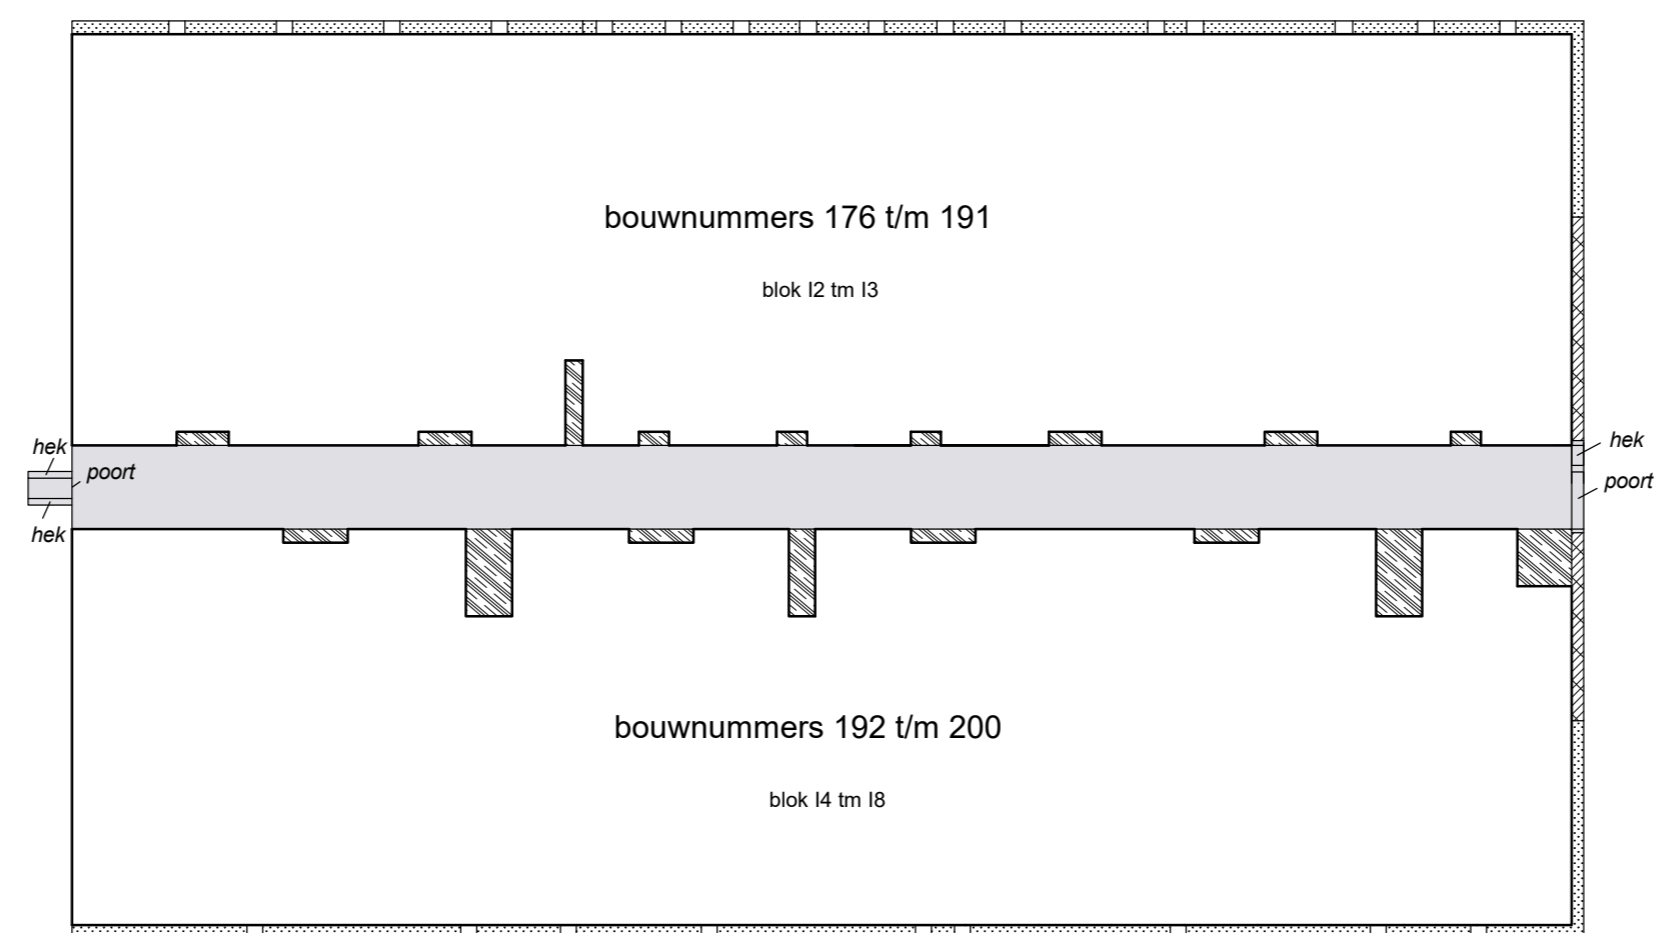 bouwnummers 176 t/m 191
blok I2 tm I3
hek
poort
hek
hek
poort
bouwnummers 192 t/m 200
blok I4 tm I8